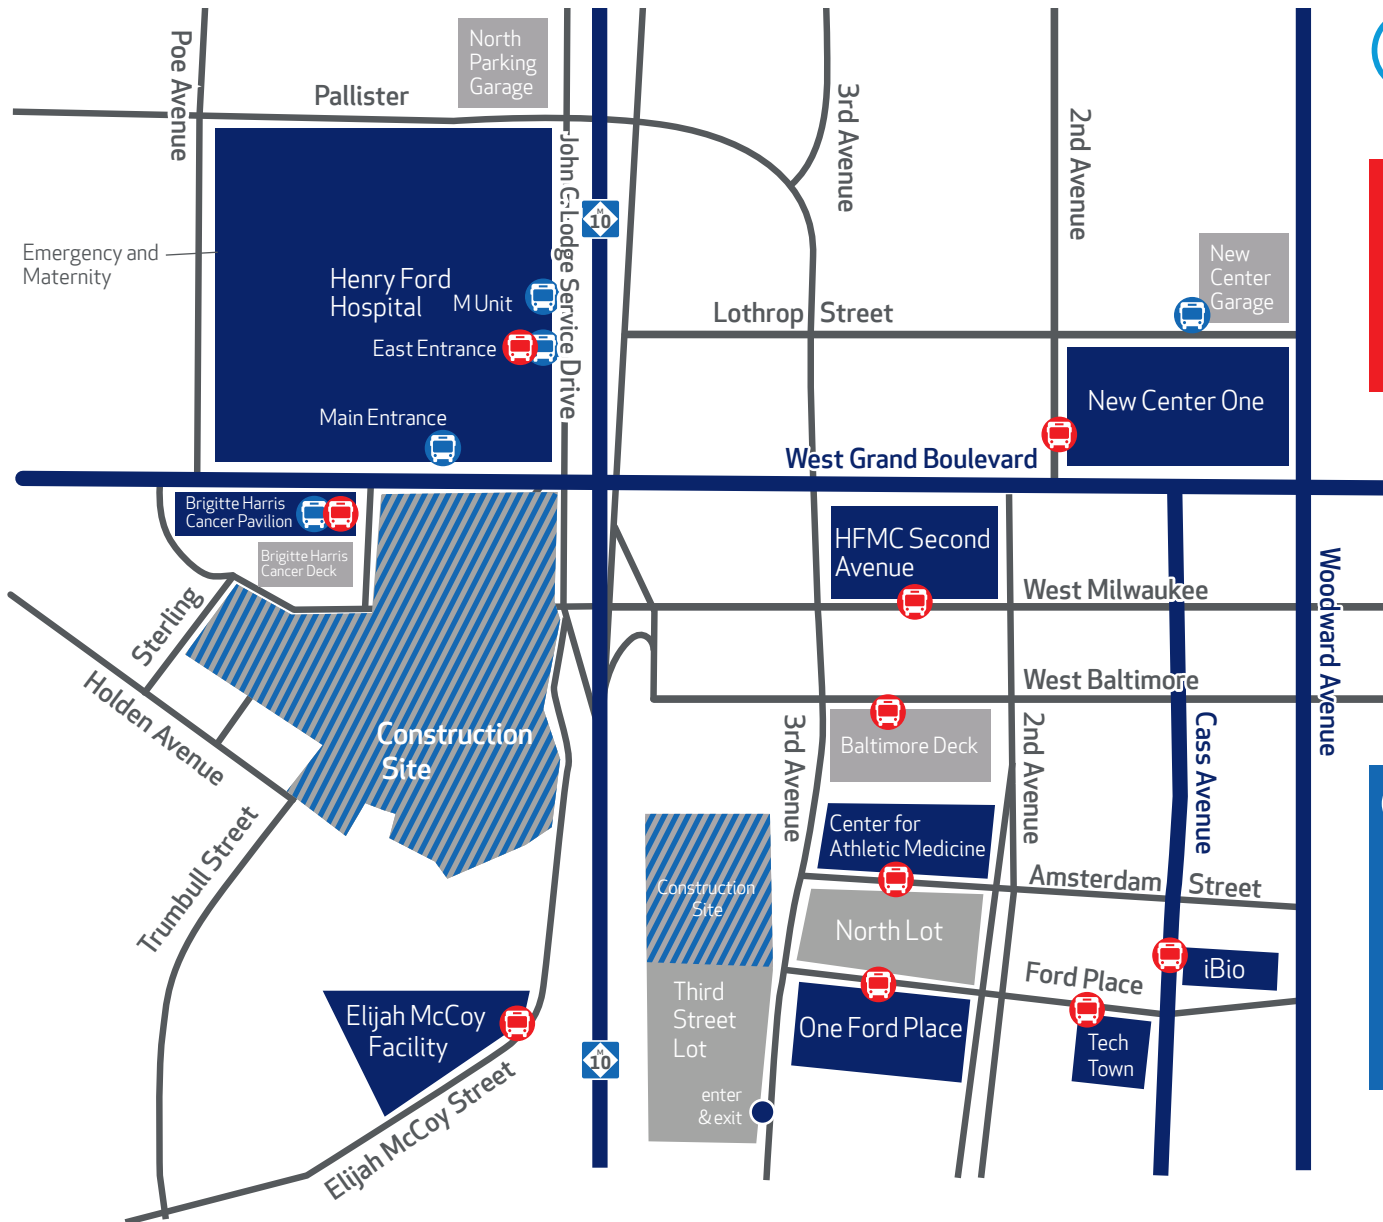 North
Parking
Garage
Poe Avenue
Pallister
3rd Avenue
2nd Avenue
John C. Lodge Service Drive
M
10
Emergency and
Maternity
Henry Ford
Hospital
M Unit
East Entrance
Main Entrance
New
Center
Garage
Lothrop Street
New Center One
West Grand Boulevard
Brigitte Harris
Cancer Pavilion
Brigitte Harris
Cancer Deck
HFMC Second
Avenue
West Milwaukee
Woodward Avenue
Sterling
Holden Avenue
West Baltimore
Construction
Site
3rd Avenue
Baltimore Deck
2nd Avenue
Cass Avenue
Trumbull Street
Center for
Athletic Medicine
Amsterdam Street
Construction
Site
North Lot
iBio
Ford Place
Third
Street
Lot
Elijah McCoy
Facility
One Ford Place
Tech
Town
M
10
enter
& exit
Elijah McCoy Street